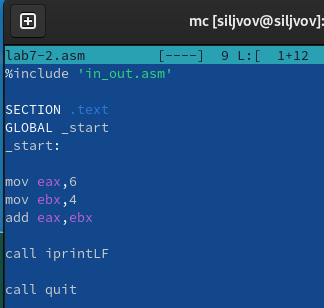 mc [siljvov@siljvov]:
lab7-2.asm [----] 9 L:[ 1+12
%include 'in_out.asm'
SECTION .text
GLOBAL _start
_start:
mov eax,6
mov ebx,4
add eax,ebx
call iprintLF
call quit